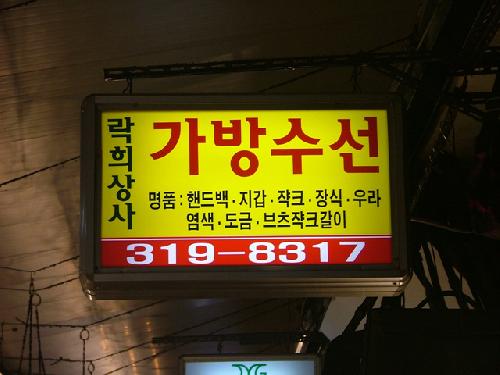 락희상사
가방수선
명품 : 핸드백 · 지갑 · 쟉크 · 장식 · 우라
염색 · 도금 · 브츠쟉크갈이
319-8317